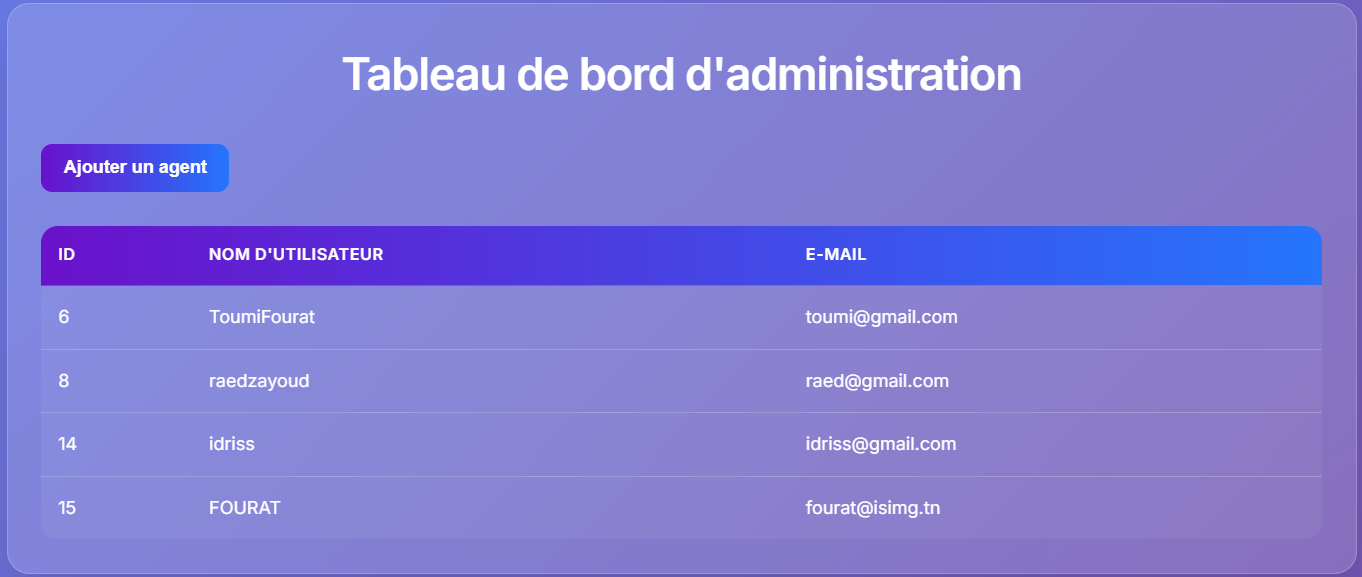 Tableau de bord d'administration
Ajouter un agent
ID NOM D'UTILISATEUR E-MAIL
6 ToumiFourat toumi@gmail.com
8 raedzayoud raed@gmail.com
14 idriss idriss@gmail.com
15 FOURAT fourat@isimg.tn